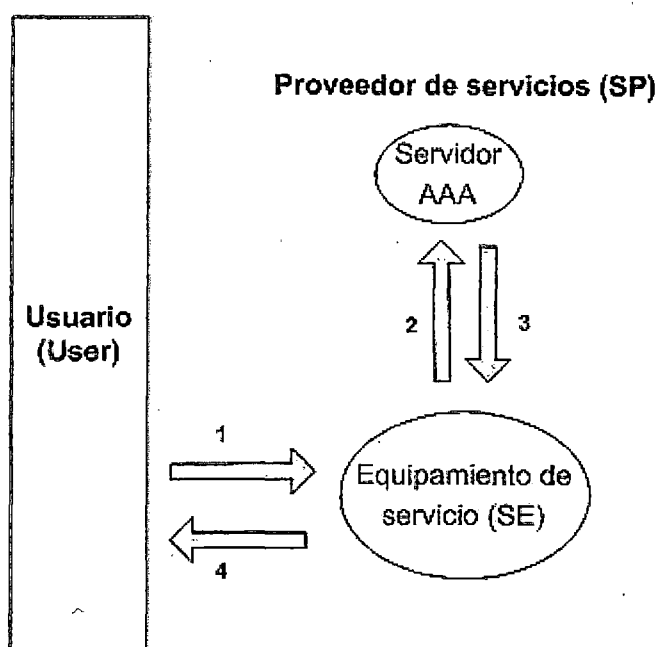 Proveedor de servicios (SP)
Servidor
AAA
Usuario
(User)
2
3
1
Equipamiento de
servicio (SE)
4